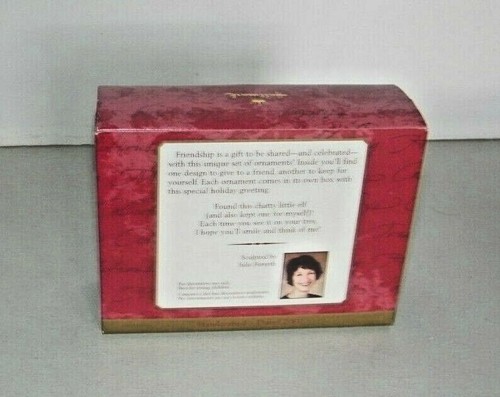 Hallmark
Friendship is a gift to be shared—and celebrated—
with this unique set of ornaments! Inside you'll find
one design to give to a friend, another to keep for
yourself. Each ornament comes in its own box with
this special holiday greeting:
Found this chatty little elf
(and also kept one for myself)!
Each time you see it on your tree,
I hope you'll smile and think of me!
Sculpted by
Julie Forsyth